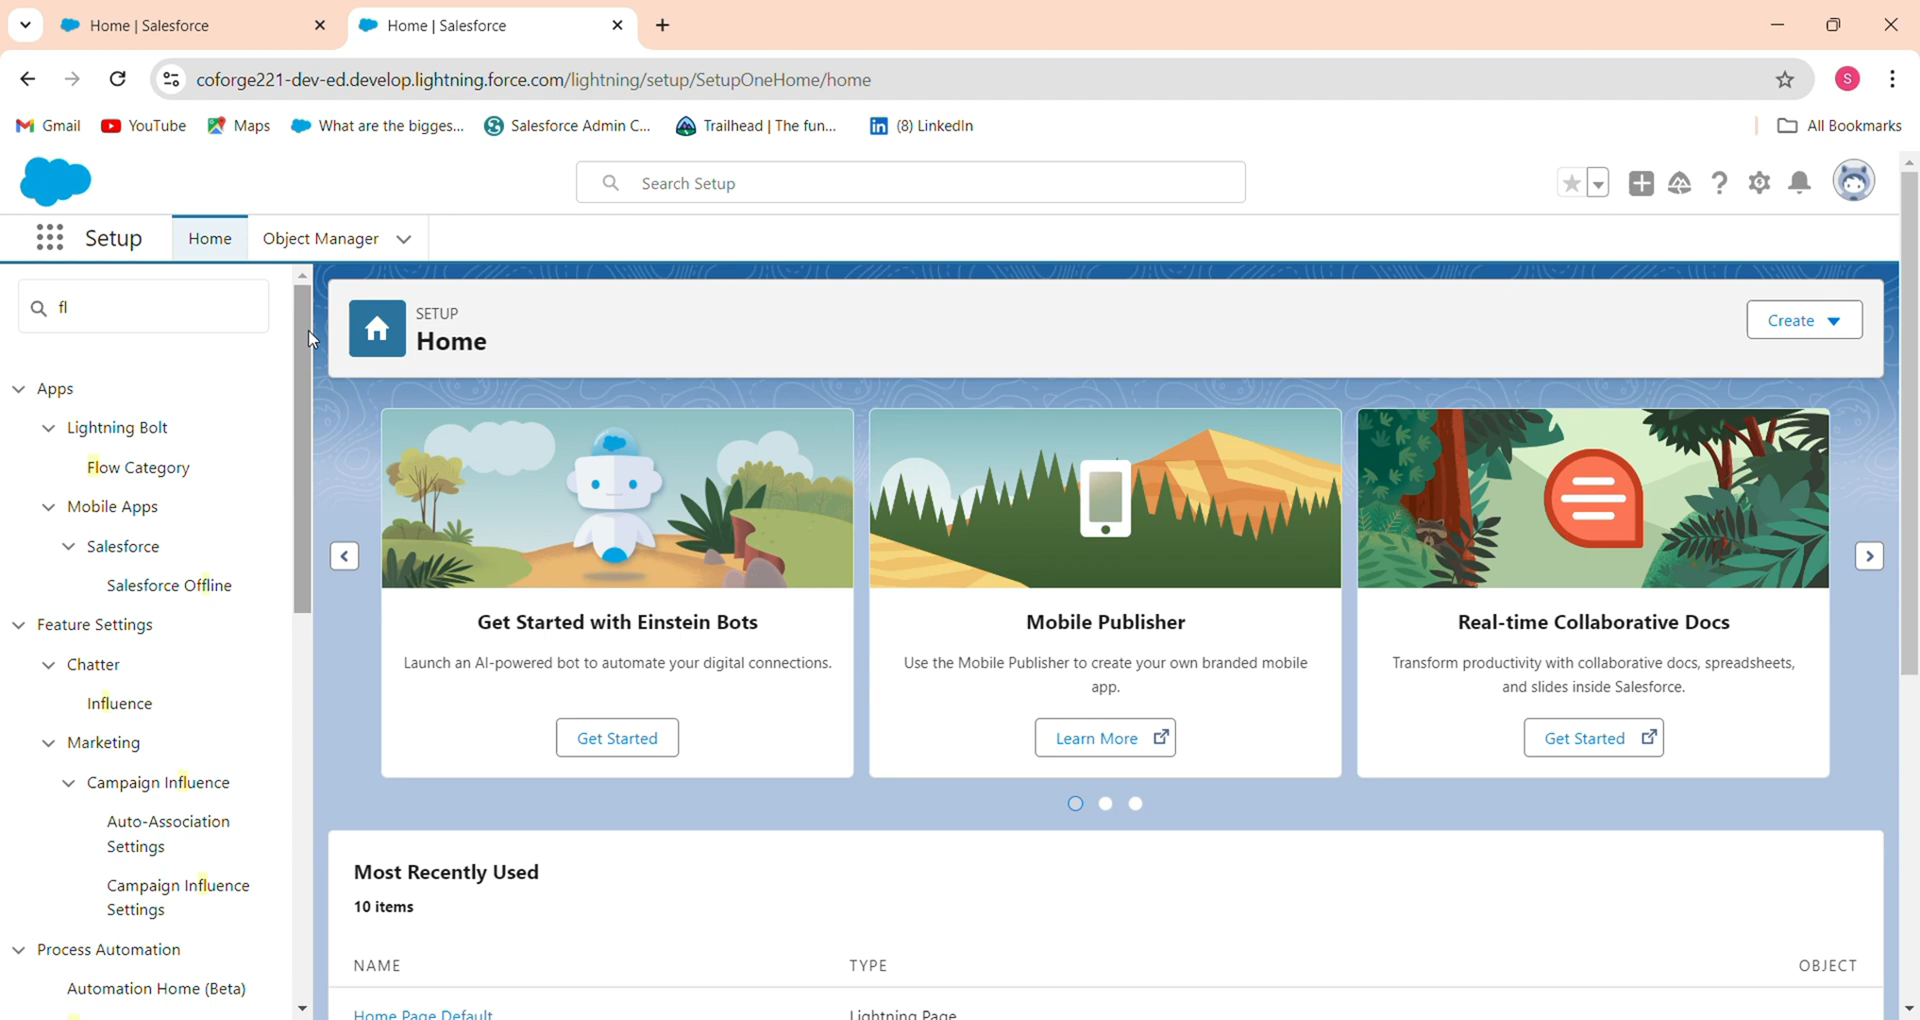 Home | Salesforce
Home | Salesforce
coforge221-dev-ed.develop.lightning.force.com/lightning/setup/SetupOneHome/home
S
Gmail
YouTube
Maps
What are the bigges...
Salesforce Admin C...
Trailhead | The fun...
(8) LinkedIn
All Bookmarks
Search Setup
Setup
Home
Object Manager
fl
SETUP
Home
Create
Apps
Lightning Bolt
Flow Category
Mobile Apps
Salesforce
Salesforce Offline
Feature Settings
Chatter
Influence
Marketing
Campaign Influence
Auto-Association
Settings
Campaign Influence
Settings
Process Automation
Automation Home (Beta)
Get Started with Einstein Bots
Launch an AI-powered bot to automate your digital connections.
Get Started
Mobile Publisher
Use the Mobile Publisher to create your own branded mobile
app.
Learn More
Real-time Collaborative Docs
Transform productivity with collaborative docs, spreadsheets,
and slides inside Salesforce.
Get Started
Most Recently Used
10 items
NAME
TYPE
OBJECT
Home Page Default
Lightning Page